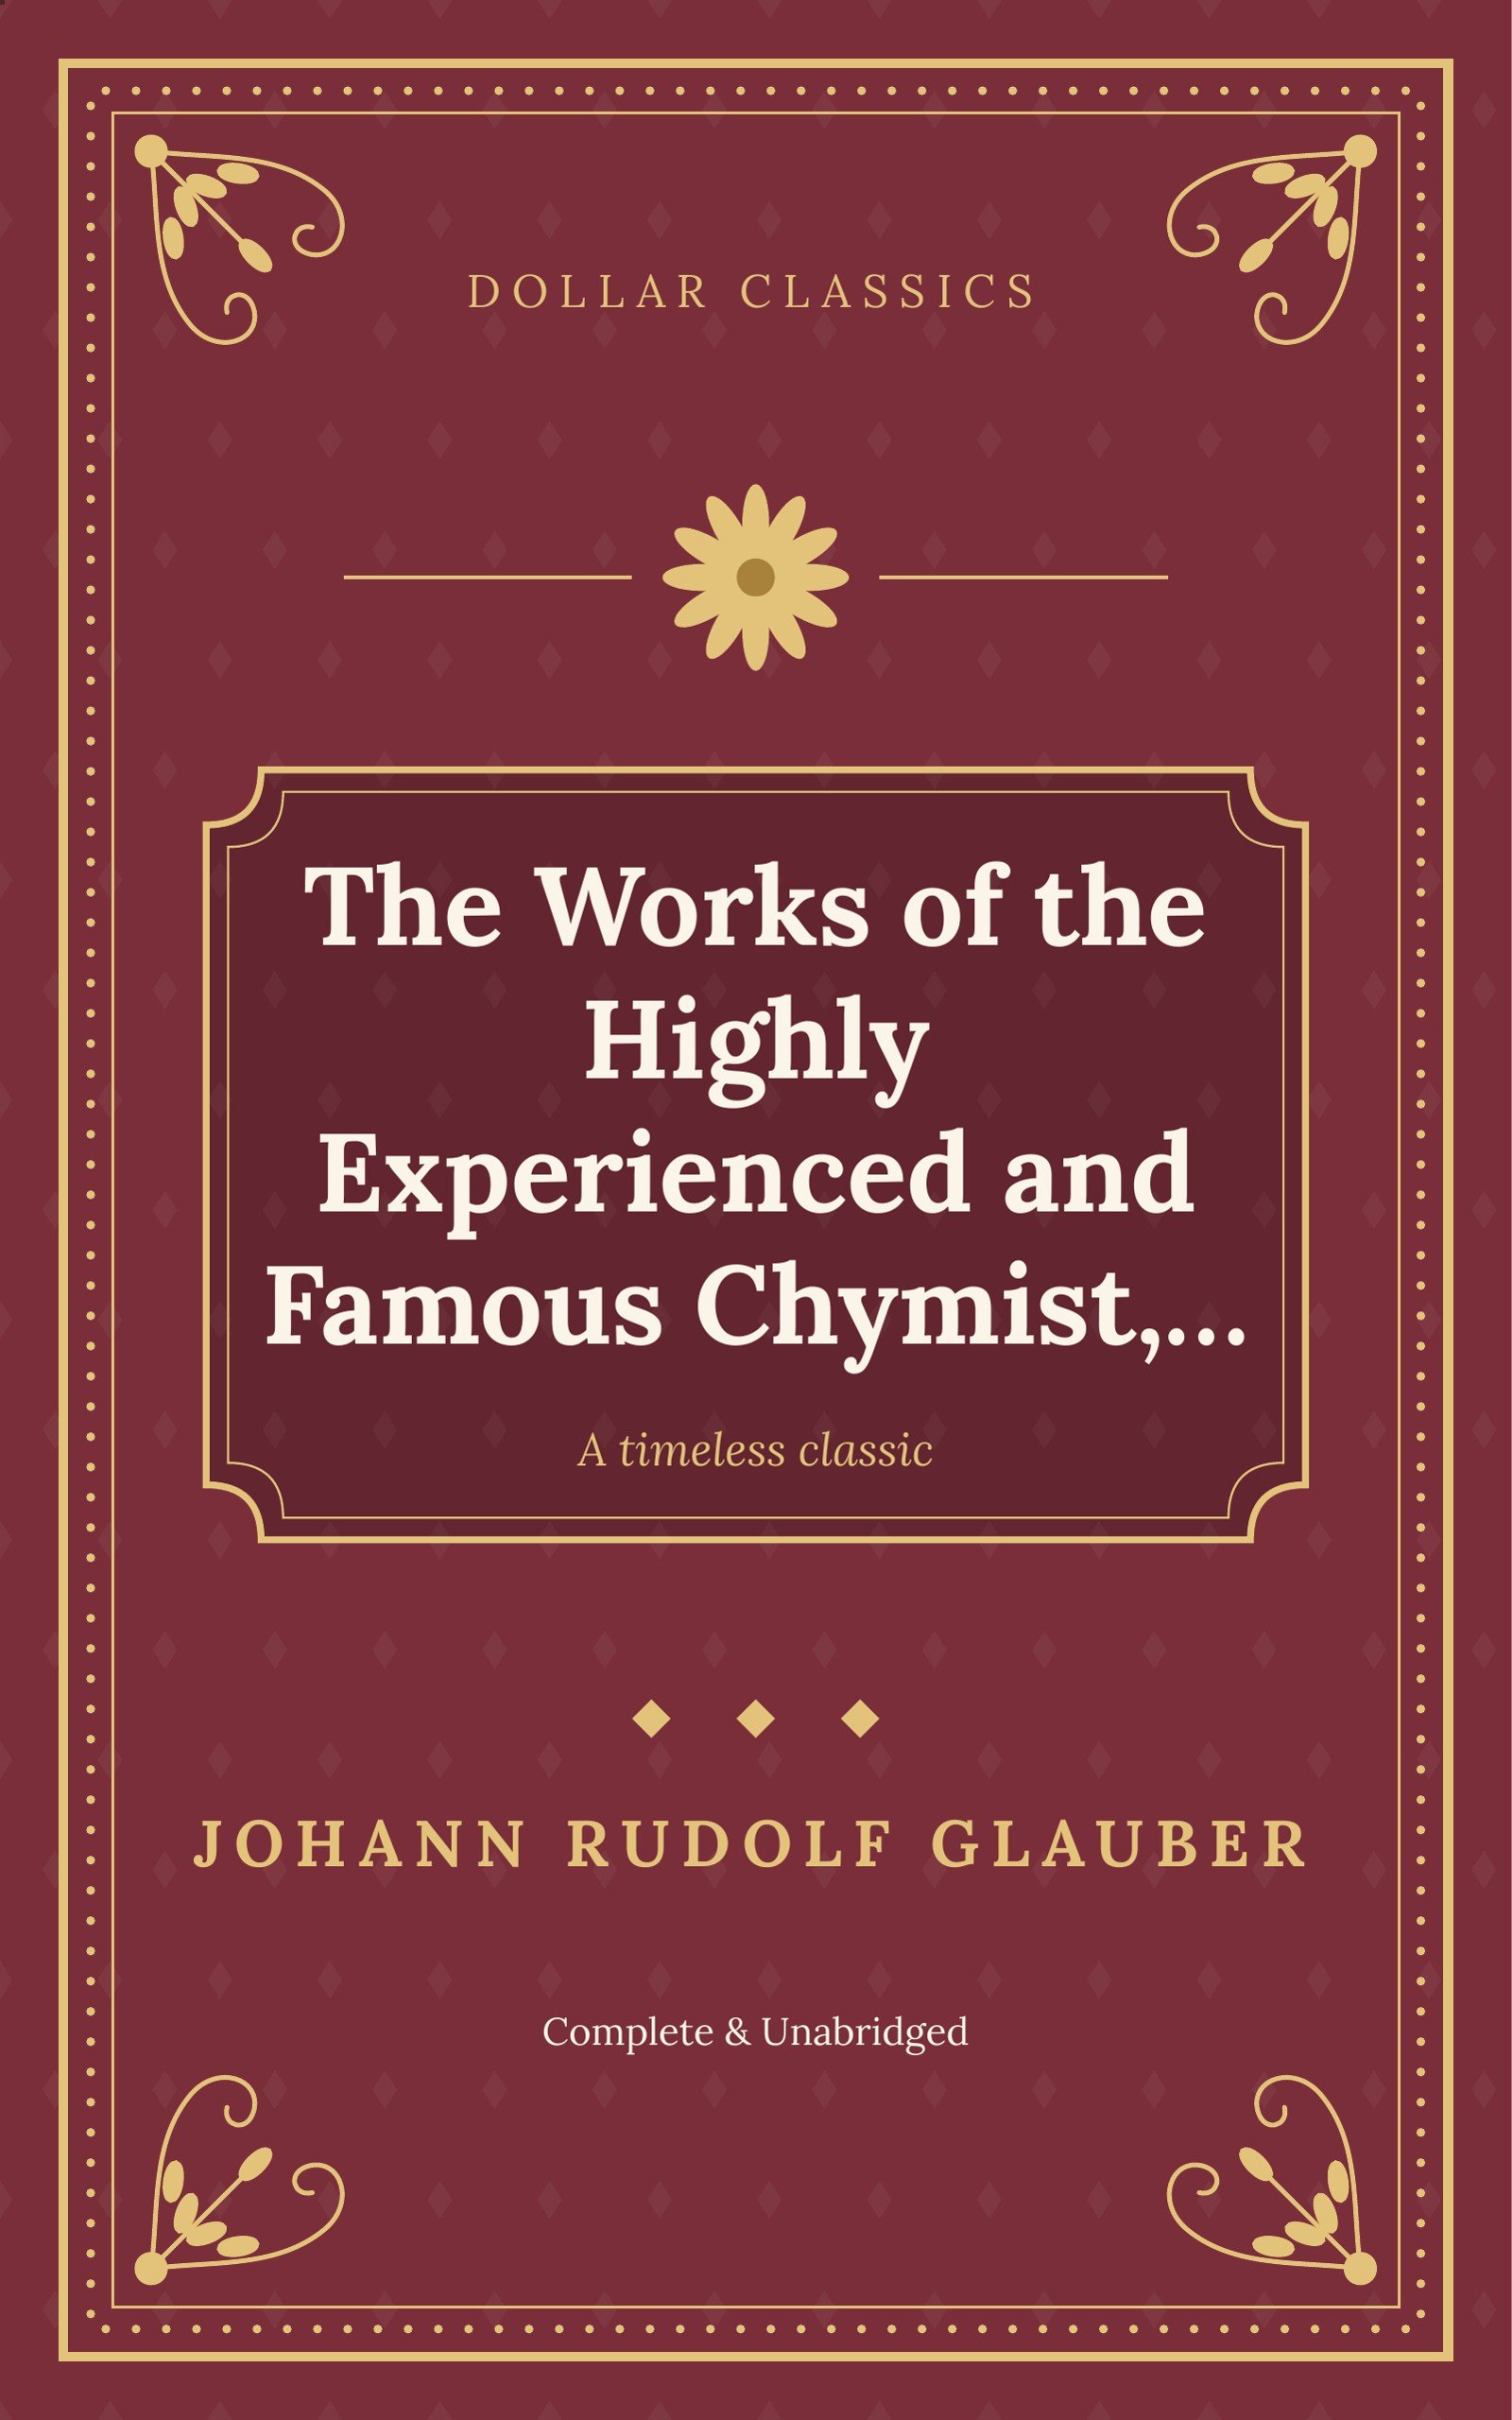 DOLLAR CLASSICS
The Works of the
Highly
Experienced and
Famous Chymist,...
A timeless classic
JOHANN RUDOLF GLAUBER
Complete & Unabridged